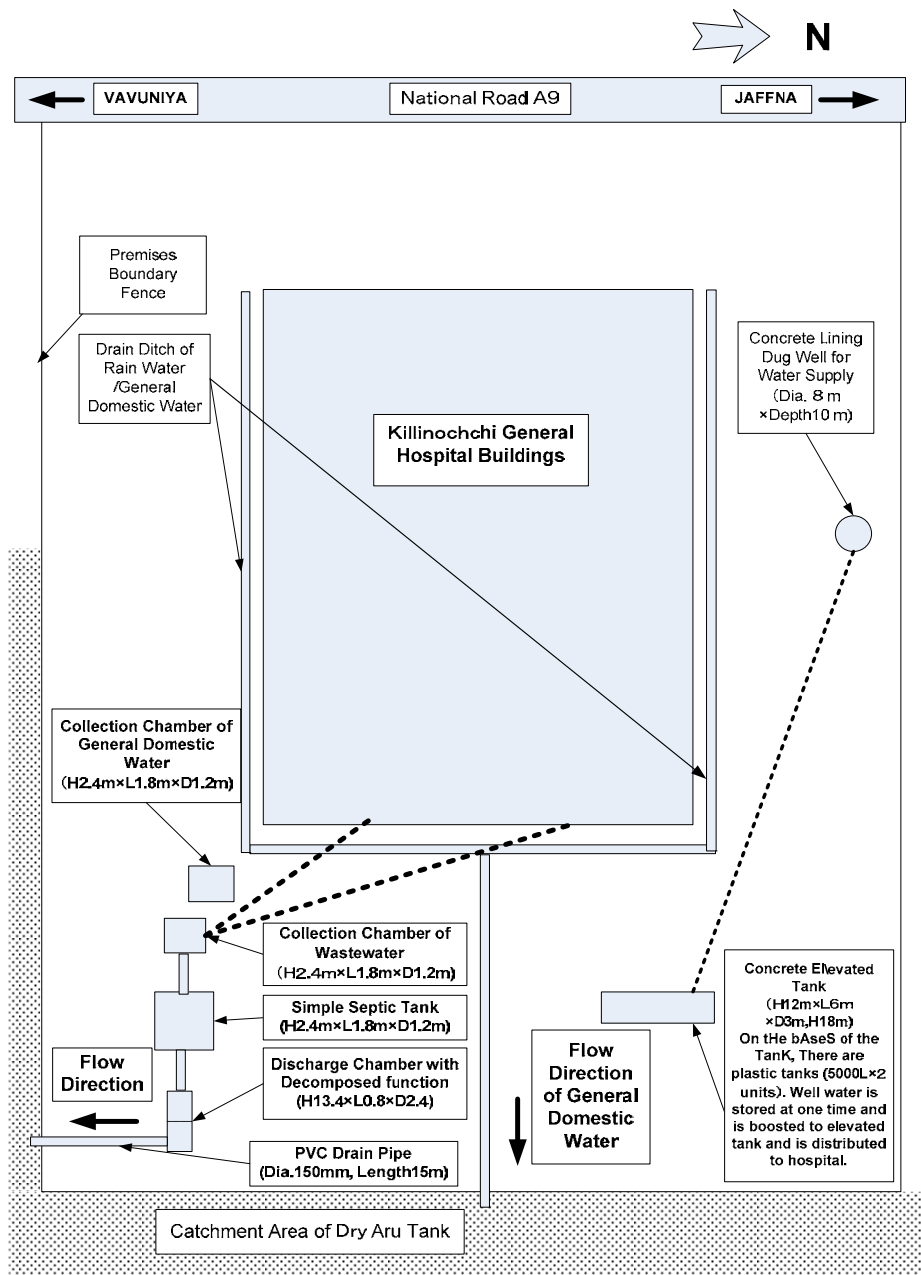 N
VAVUNIYA
National Road A9
JAFFNA
Premises
Boundary
Fence
Drain Ditch of
Rain Water
/General
Domestic Water
Concrete Lining
Dug Well for
Water Supply
(Dia. 8 m
×Depth10 m)
Killinochchi General
Hospital Buildings
Collection Chamber of
General Domestic
Water
(H2.4m×L1.8m×D1.2m)
Collection Chamber of
Wastewater
(H2.4m×L1.8m×D1.2m)
Simple Septic Tank
(H2.4m×L1.8m×D1.2m)
Flow
Direction
Discharge Chamber with
Decomposed function
(H13.4×L0.8×D2.4)
PVC Drain Pipe
(Dia.150mm, Length15m)
Flow
Direction
of General
Domestic
Water
Concrete Elevated
Tank
(H12m×L6m
×D3m,H18m)
On tHe bAseS of the
TanK, There are
plastic tanks (5000L×2
units). Well water is
stored at one time and
is boosted to elevated
tank and is distributed
to hospital.
Catchment Area of Dry Aru Tank